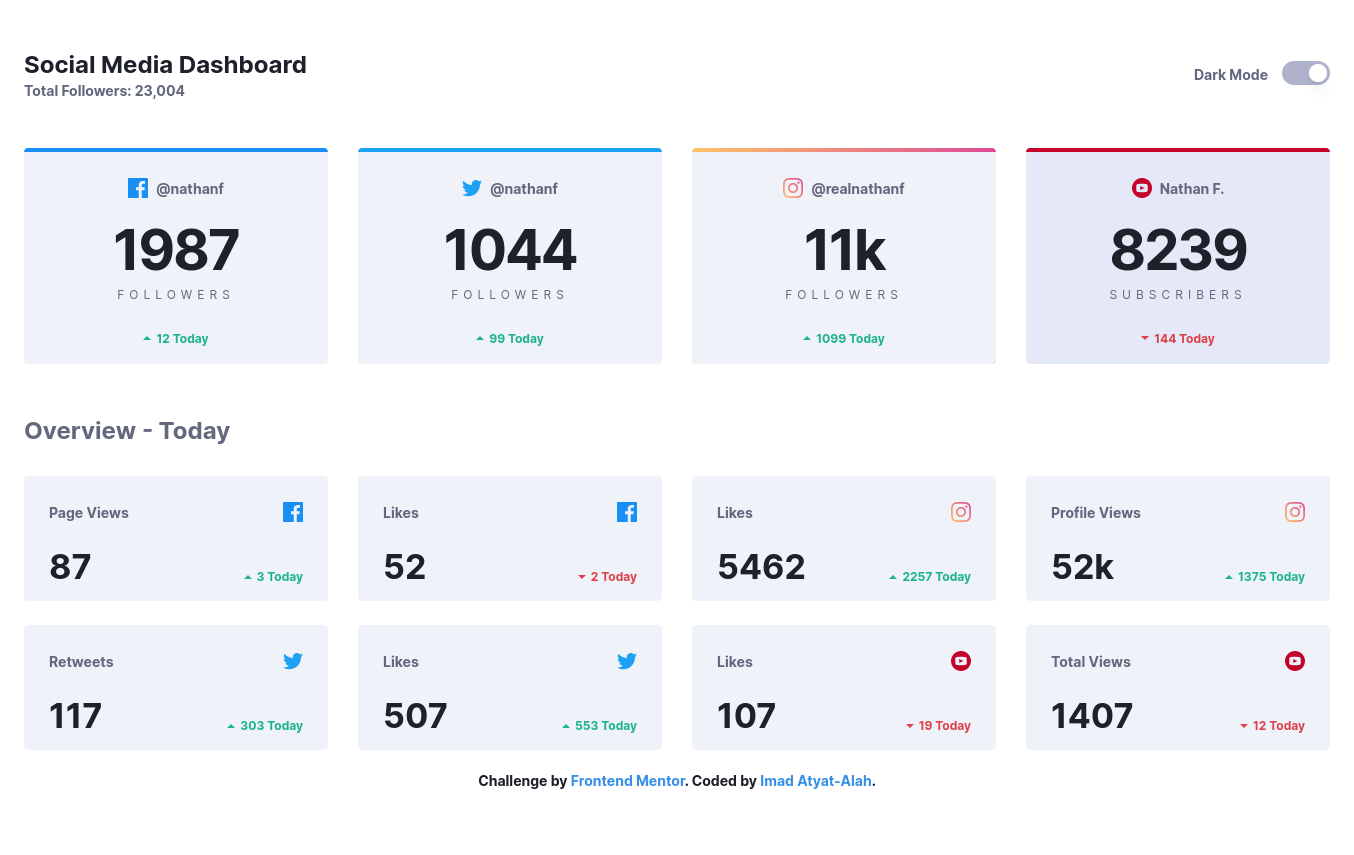 Social Media Dashboard
Total Followers: 23,004
Dark Mode
@nathanf
1987
FOLLOWERS
12 Today
@nathanf
1044
FOLLOWERS
99 Today
@realnathanf
11k
FOLLOWERS
1099 Today
Nathan F.
8239
SUBSCRIBERS
144 Today
Overview - Today
Page Views
87
3 Today
Likes
52
2 Today
Likes
5462
2257 Today
Profile Views
52k
1375 Today
Retweets
117
303 Today
Likes
507
553 Today
Likes
107
19 Today
Total Views
1407
12 Today
Challenge by Frontend Mentor. Coded by Imad Atyat-Alah.